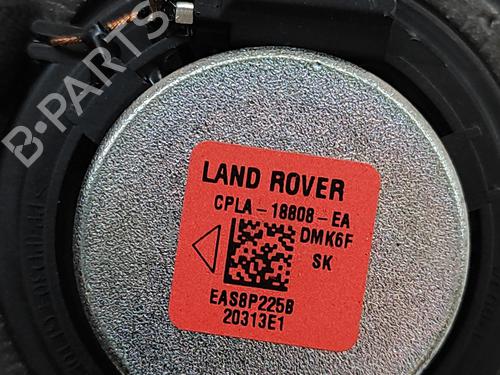 B-PARTS
LAND ROVER
CPLA-18808-EA
DMK6F
SK
EAS8P225B
20313E1